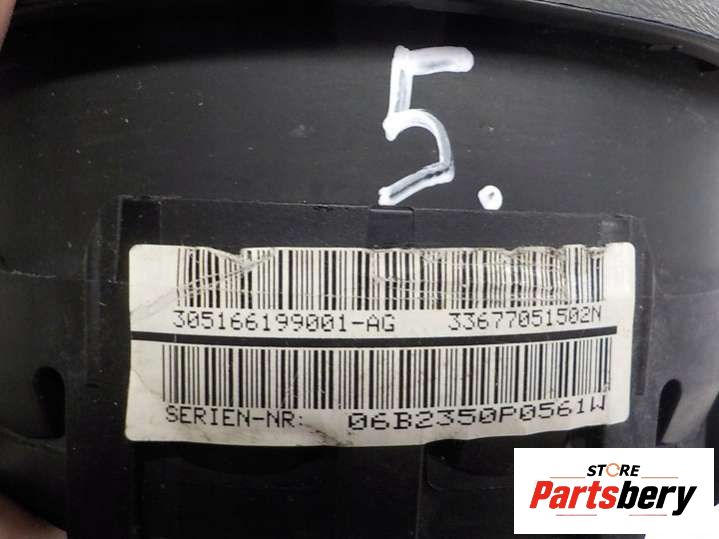 5.
305166199001-AG 33677051502N
SERIEN-NR: 06B2350P0561W
STORE
Partsbery